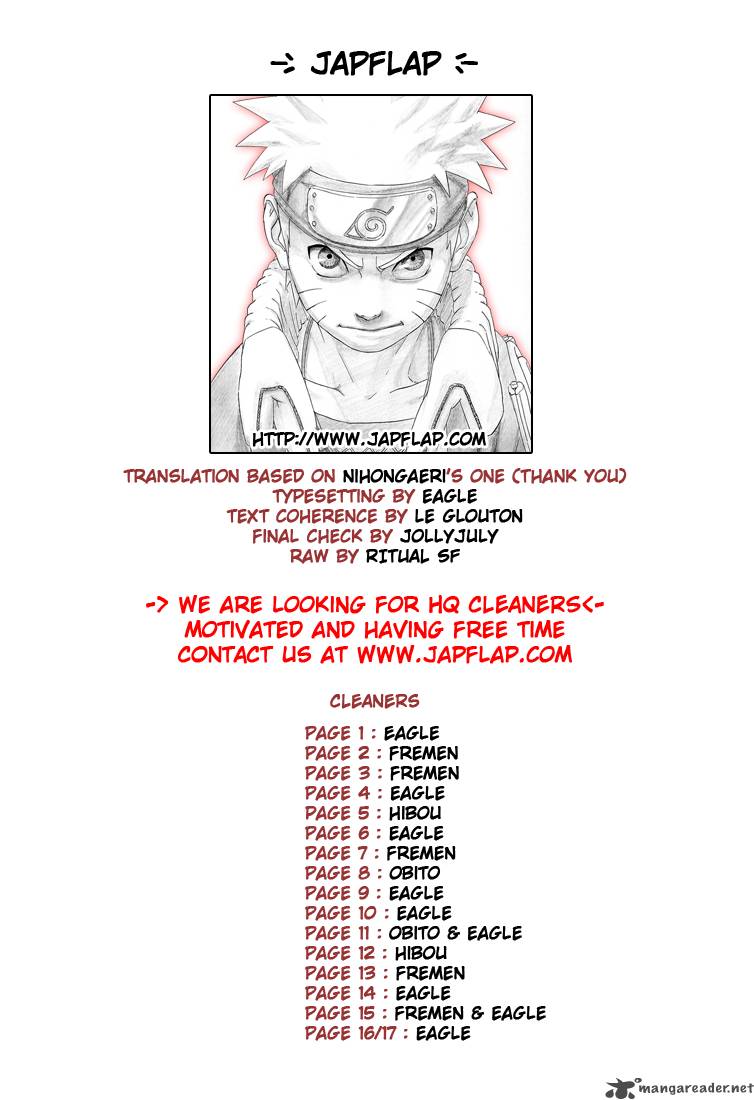 -:· JAPFLAP ·:-
HTTP://WWW.JAPFLAP.COM
TRANSLATION BASED ON NIHONGAERI'S ONE (THANK YOU)
TYPESETTING BY EAGLE
TEXT COHERENCE BY LE GLOUTON
FINAL CHECK BY JOLLYJULY
RAW BY RITUAL SF
-> WE ARE LOOKING FOR HQ CLEANERS<-
MOTIVATED AND HAVING FREE TIME
CONTACT US AT WWW.JAPFLAP.COM
CLEANERS
PAGE 1 : EAGLE
PAGE 2 : FREMEN
PAGE 3 : FREMEN
PAGE 4 : EAGLE
PAGE 5 : HIBOU
PAGE 6 : EAGLE
PAGE 7 : FREMEN
PAGE 8 : OBITO
PAGE 9 : EAGLE
PAGE 10 : EAGLE
PAGE 11 : OBITO & EAGLE
PAGE 12 : HIBOU
PAGE 13 : FREMEN
PAGE 14 : EAGLE
PAGE 15 : FREMEN & EAGLE
PAGE 16/17 : EAGLE
mangareader.net